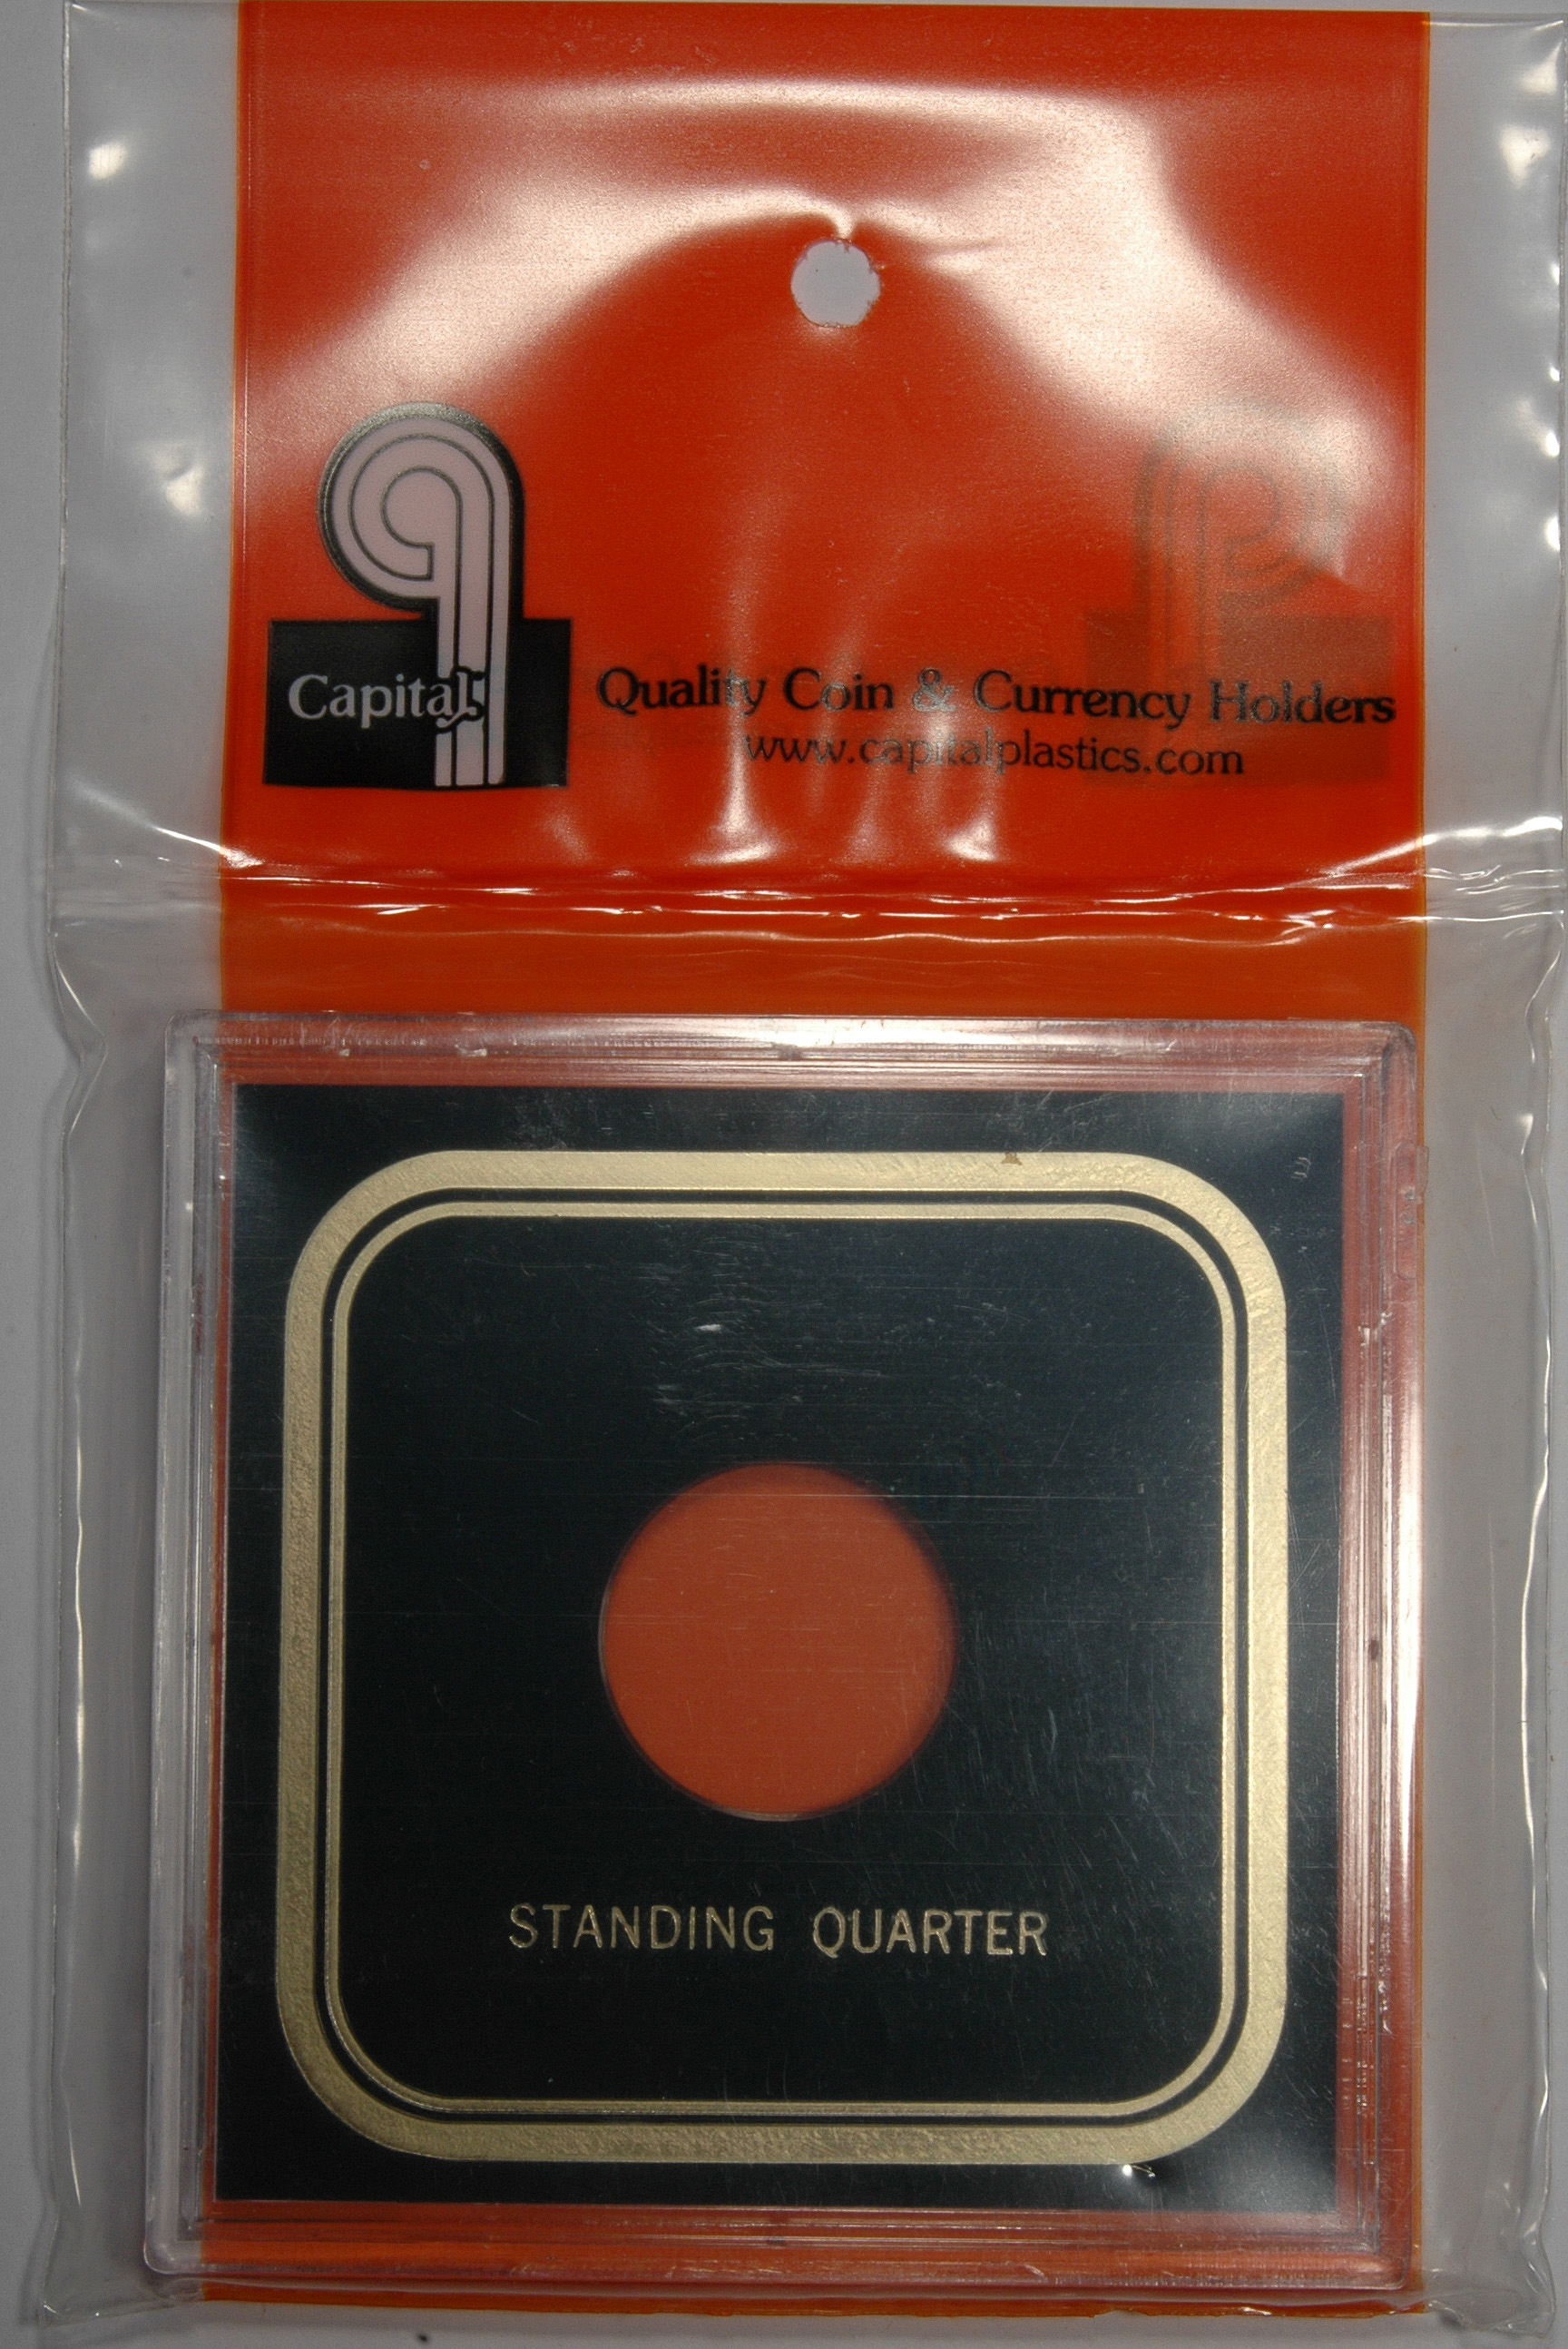 Capital
Quality Coin & Currency Holders
www.capitalplastics.com
STANDING QUARTER